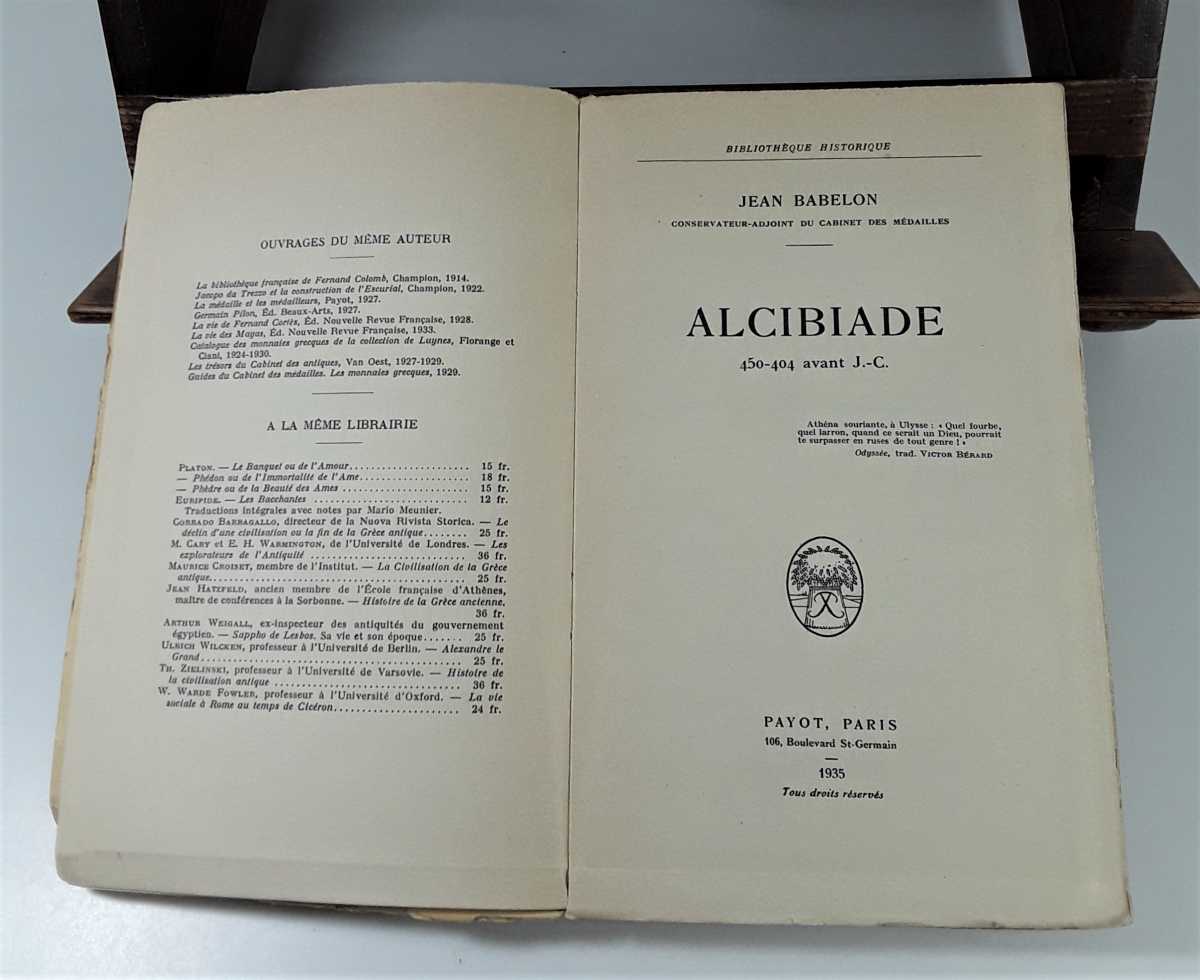 OUVRAGES DU MÊME AUTEUR
La bibliothèque française de Fernand Colomb, Champion, 1914.
Jacopo da Trezzo et la construction de l'Escurial, Champion, 1922.
La médaille et les médailleurs, Payot, 1927.
Germain Pilon, Éd. Beaux-Arts, 1927.
La vie de Fernand Cortès, Éd. Nouvelle Revue Française, 1928.
La vie des Mayas, Éd. Nouvelle Revue Française, 1933.
Catalogue des monnaies grecques de la collection de Luynes, Florange et
Ciani, 1924-1930.
Les trésors du Cabinet des antiques, Van Oest, 1927-1929.
Guides du Cabinet des médailles. Les monnaies grecques, 1929.
A LA MÊME LIBRAIRIE
PLATON. — Le Banquet ou de l'Amour..................... 15 fr.
— Phédon ou de l'Immortalité de l'Ame................... 18 fr.
— Phèdre ou de la Beauté des Ames ...................... 15 fr.
EURIPIDE. — Les Bacchantes ........................... 12 fr.
Traductions intégrales avec notes par Mario Meunier.
CORRADO BARBAGALLO, directeur de la Nuova Rivista Storica. — Le
déclin d'une civilisation ou la fin de la Grèce antique........ 25 fr.
M. CARY et E. H. WARMINGTON, de l'Université de Londres. — Les
explorateurs de l'Antiquité ........................... 36 fr.
MAURICE CROISET, membre de l'Institut. — La Civilisation de la Grèce
antique............................................. 25 fr.
JEAN HATZFELD, ancien membre de l'École française d'Athènes,
maître de conférences à la Sorbonne. — Histoire de la Grèce ancienne.
36 fr.
ARTHUR WEIGALL, ex-inspecteur des antiquités du gouvernement
égyptien. — Sappho de Lesbos. Sa vie et son époque....... 25 fr.
ULRICH WILCKEN, professeur à l'Université de Berlin. — Alexandre le
Grand.............................................. 25 fr.
TH. ZIELINSKI, professeur à l'Université de Varsovie. — Histoire de
la civilisation antique ................................. 36 fr.
W. WARDE FOWLER, professeur à l'Université d'Oxford. — La vie
sociale à Rome au temps de Cicéron...................... 24 fr.
BIBLIOTHÈQUE HISTORIQUE
JEAN BABELON
CONSERVATEUR-ADJOINT DU CABINET DES MÉDAILLES
ALCIBIADE
450-404 avant J.-C.
Athéna souriante, à Ulysse : « Quel fourbe,
quel larron, quand ce serait un Dieu, pourrait
te surpasser en ruses de tout genre ! »
Odyssée, trad. VICTOR BÉRARD
PAYOT, PARIS
106, Boulevard St-Germain
1935
Tous droits réservés